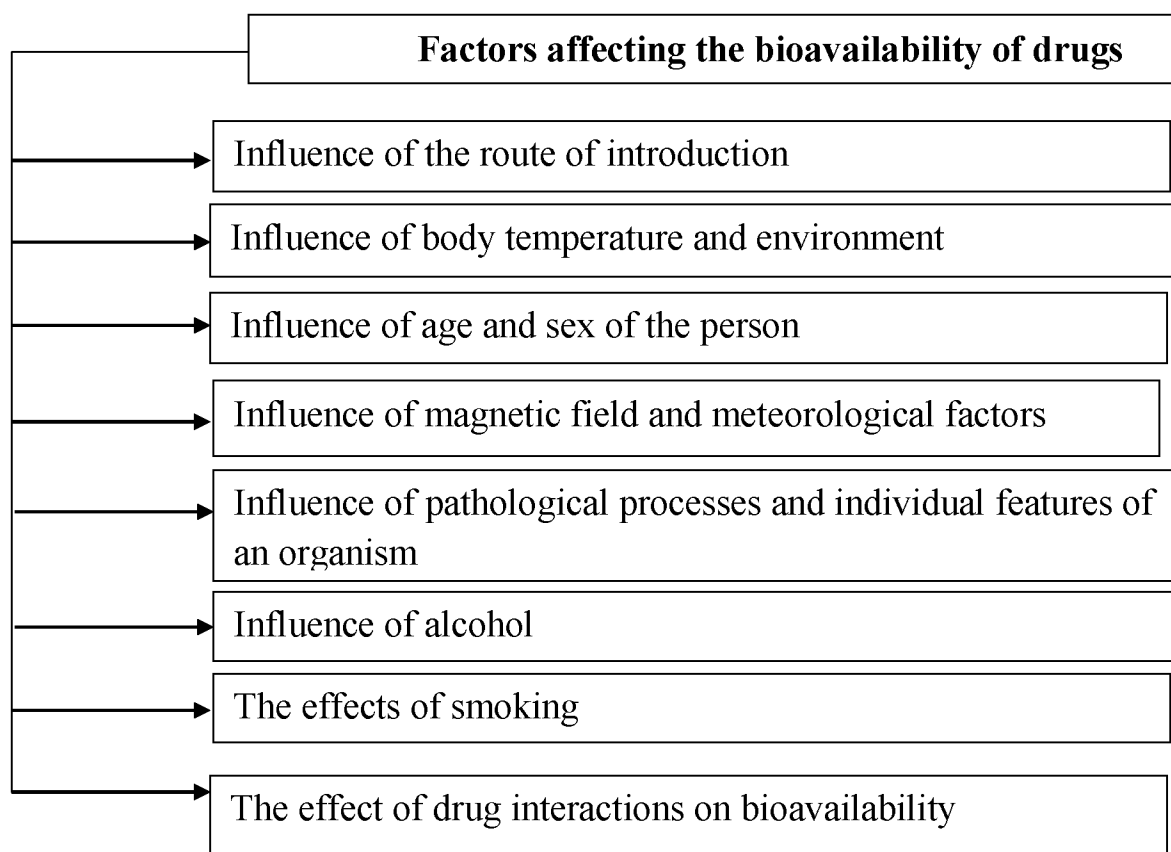 Factors affecting the bioavailability of drugs
Influence of the route of introduction
Influence of body temperature and environment
Influence of age and sex of the person
Influence of magnetic field and meteorological factors
Influence of pathological processes and individual features of
an organism
Influence of alcohol
The effects of smoking
The effect of drug interactions on bioavailability